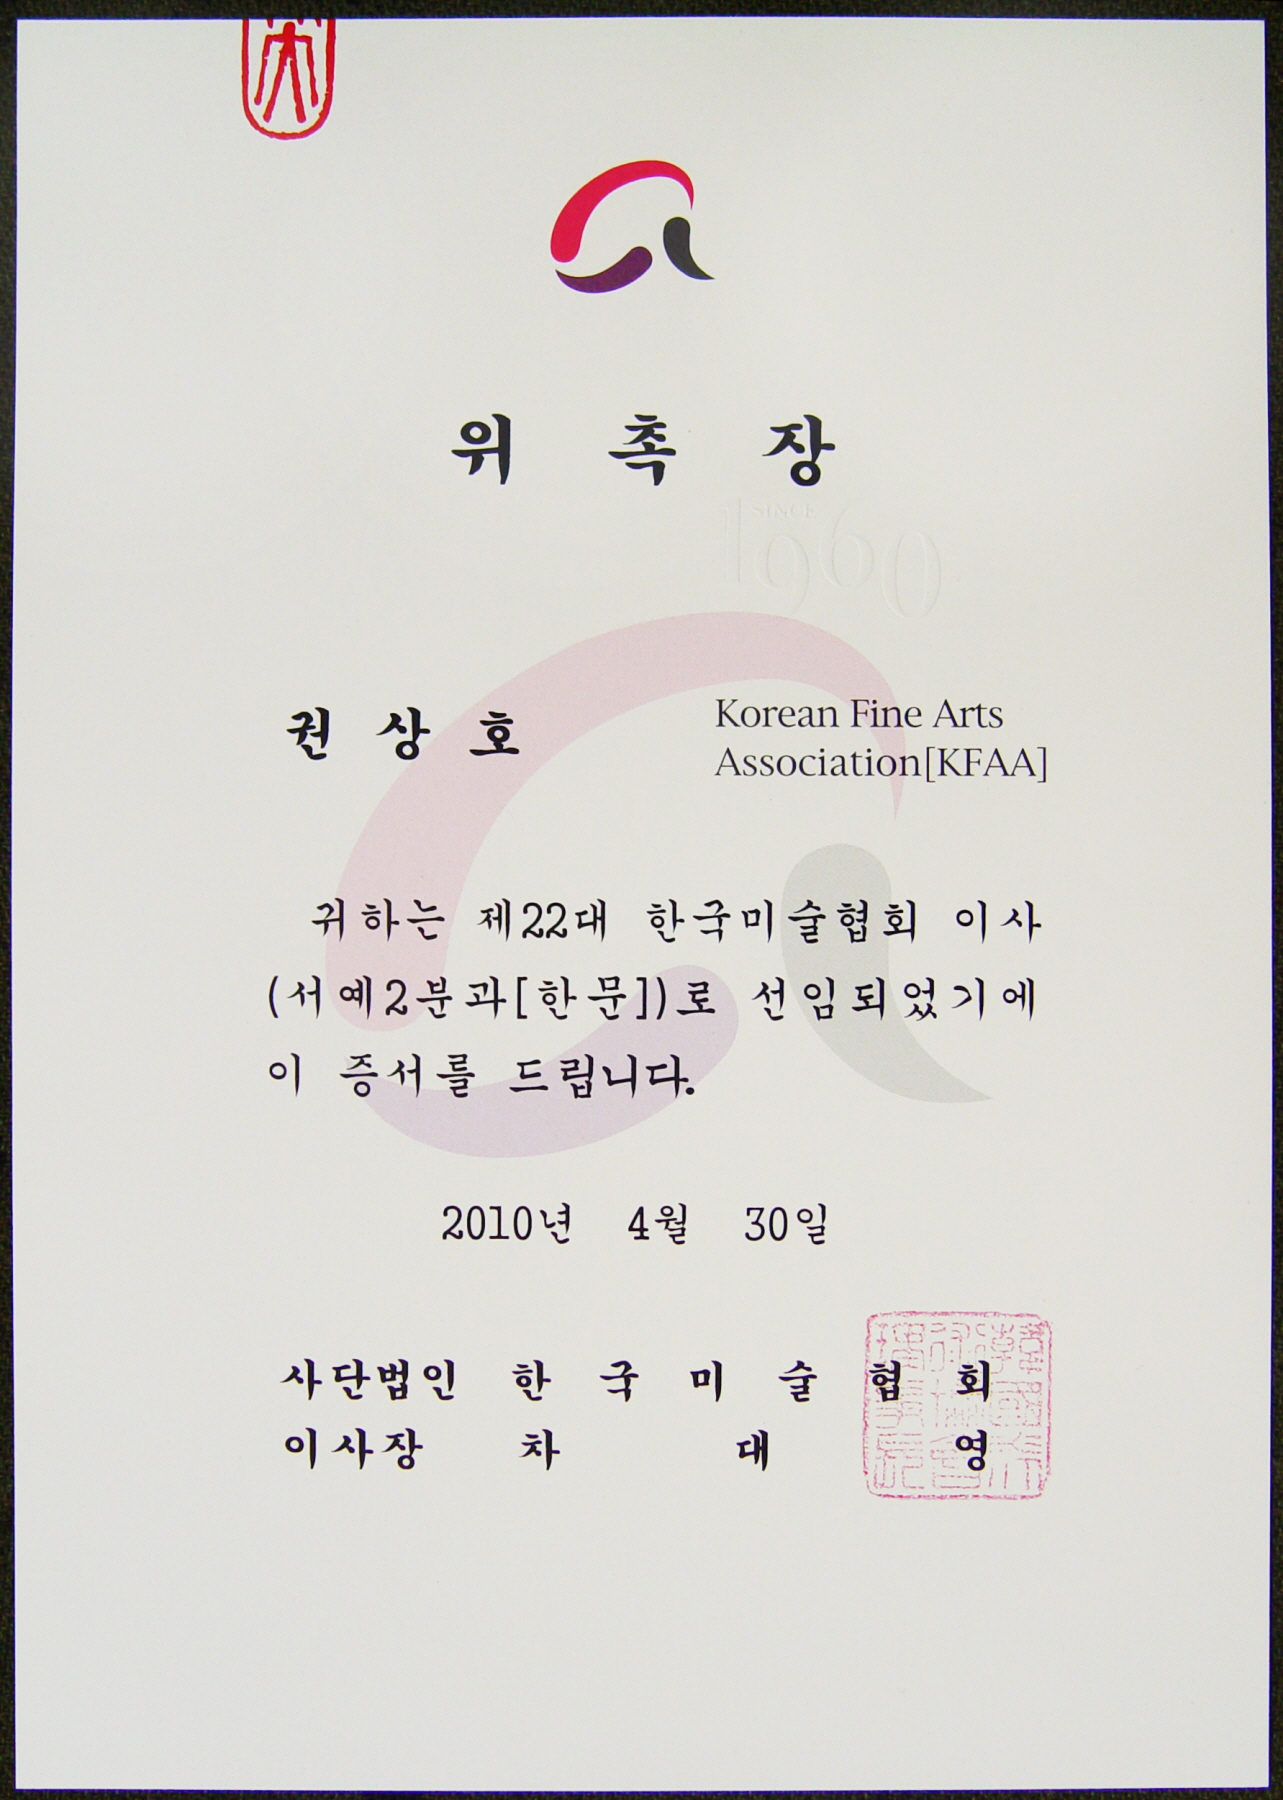 위 촉 장
SINCE
1960
권 상 호
Korean Fine Arts
Association[KFAA]
귀하는 제22대 한국미술협회 이사
(서예2분과[한문])로 선임되었기에
이 증서를 드립니다.
2010년 4월 30일
사단법인 한 국 미 술 협 회
이사장 차 대 영